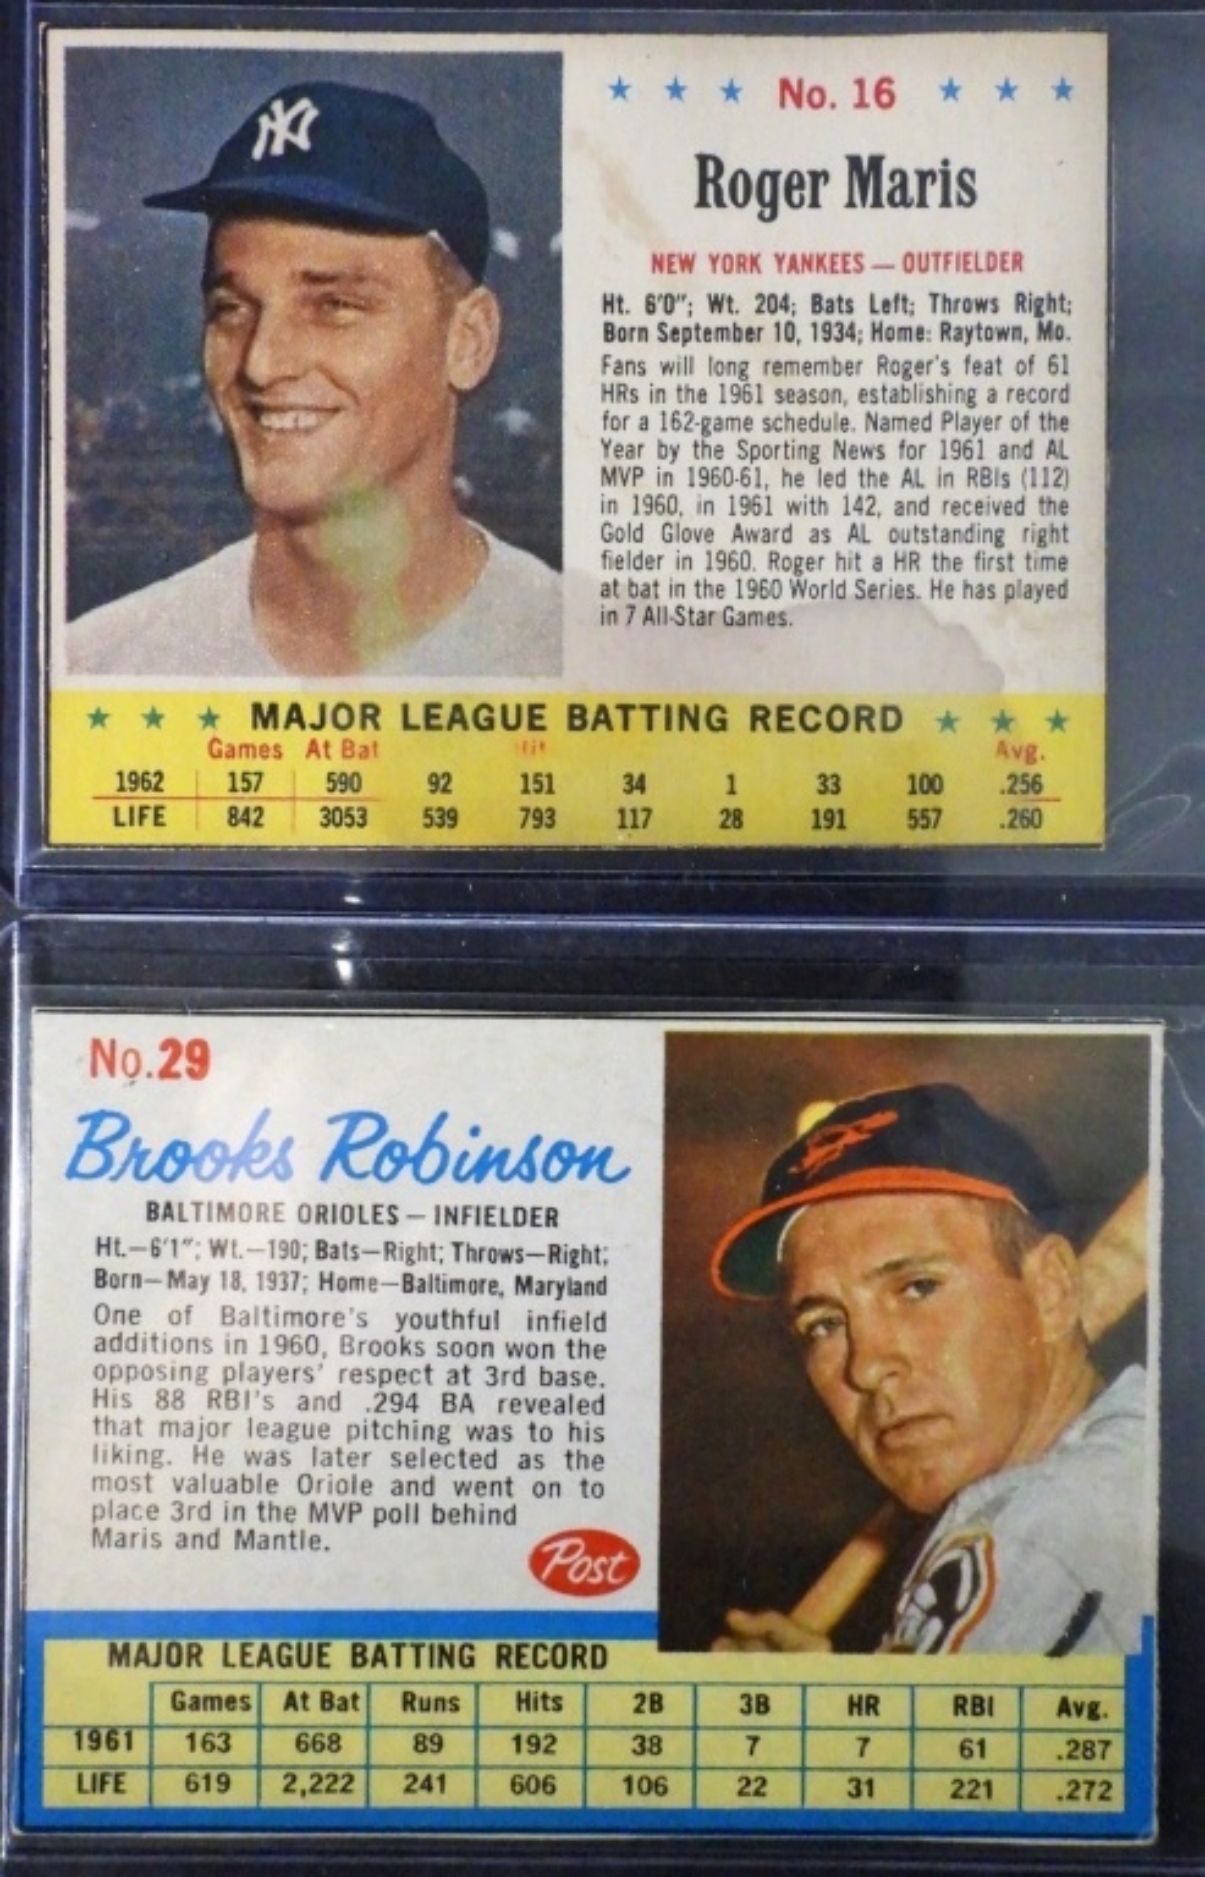 NY
★ ★ ★ No. 16 ★ ★ ★
Roger Maris
NEW YORK YANKEES — OUTFIELDER
Ht. 6'0"; Wt. 204; Bats Left; Throws Right;
Born September 10, 1934; Home: Raytown, Mo.
Fans will long remember Roger's feat of 61
HRs in the 1961 season, establishing a record
for a 162-game schedule. Named Player of the
Year by the Sporting News for 1961 and AL
MVP in 1960-61, he led the AL in RBIs (112)
in 1960, in 1961 with 142, and received the
Gold Glove Award as AL outstanding right
fielder in 1960. Roger hit a HR the first time
at bat in the 1960 World Series. He has played
in 7 All-Star Games.
★ ★ ★ MAJOR LEAGUE BATTING RECORD ★ ★ ★
Games At Bat Avg.
1962 157 590 92 151 34 1 33 100 .256
LIFE 842 3053 539 793 117 28 191 557 .260
No.29
Brooks Robinson
BALTIMORE ORIOLES — INFIELDER
Ht.—6'1"; Wt.—190; Bats—Right; Throws—Right;
Born—May 18, 1937; Home—Baltimore, Maryland
One of Baltimore's youthful infield
additions in 1960, Brooks soon won the
opposing players' respect at 3rd base.
His 88 RBI's and .294 BA revealed
that major league pitching was to his
liking. He was later selected as the
most valuable Oriole and went on to
place 3rd in the MVP poll behind
Maris and Mantle.
Post
MAJOR LEAGUE BATTING RECORD
Games At Bat Runs Hits 2B 3B HR RBI Avg.
1961 163 668 89 192 38 7 7 61 .287
LIFE 619 2,222 241 606 106 22 31 221 .272